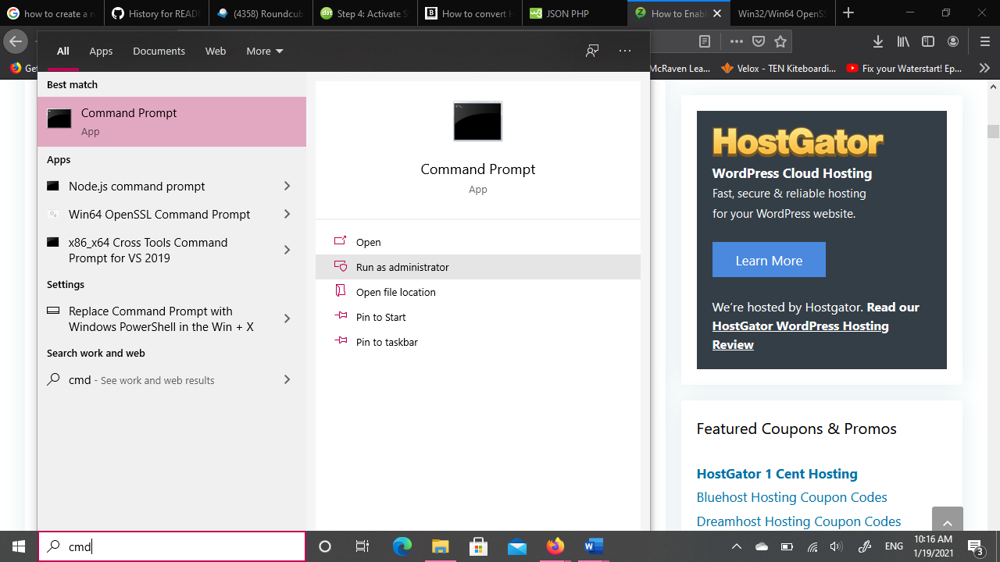 how to create a n
History for READ
(4358) Roundcub
Step 4: Activate S
How to convert H
JSON PHP
How to Enabl
Win32/Win64 OpenSS
All
Apps
Documents
Web
More
Get
McRaven Lea...
Velox - TEN Kiteboardi...
Fix your Waterstart! Ep...
Best match
Command Prompt
App
Apps
Node.js command prompt
Win64 OpenSSL Command Prompt
x86_x64 Cross Tools Command
Prompt for VS 2019
Settings
Replace Command Prompt with
Windows PowerShell in the Win + X
Search work and web
cmd - See work and web results
Command Prompt
App
Open
Run as administrator
Open file location
Pin to Start
Pin to taskbar
HostGator
WordPress Cloud Hosting
Fast, secure & reliable hosting
for your WordPress website.
Learn More
We're hosted by Hostgator. Read our
HostGator WordPress Hosting
Review
Featured Coupons & Promos
HostGator 1 Cent Hosting
Bluehost Hosting Coupon Codes
Dreamhost Hosting Coupon Codes
cmd
ENG
10:16 AM
1/19/2021
3